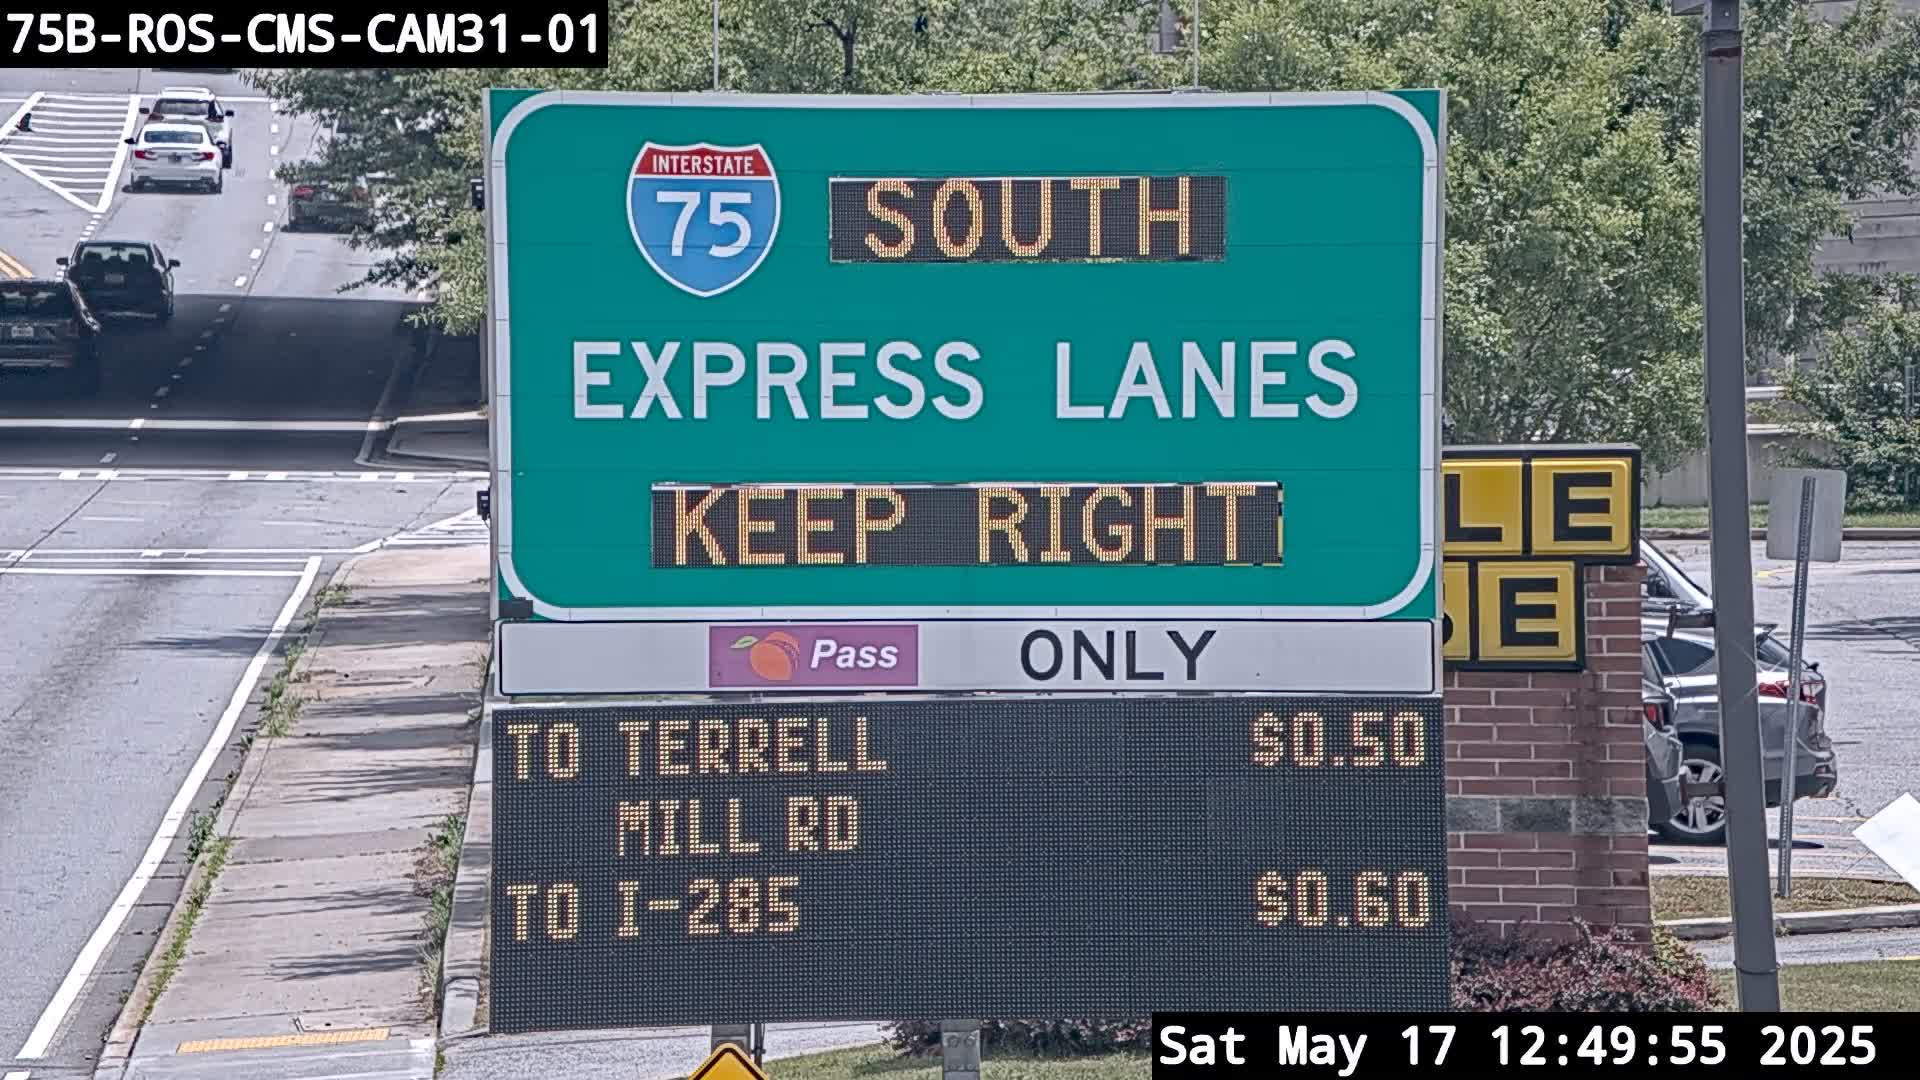 75B-ROS-CMS-CAM31-01
INTERSTATE
75
SOUTH
EXPRESS LANES
KEEP RIGHT
Pass ONLY
TO TERRELL $0.50
MILL RD
TO I-285 $0.60
LE
E
Sat May 17 12:49:55 2025